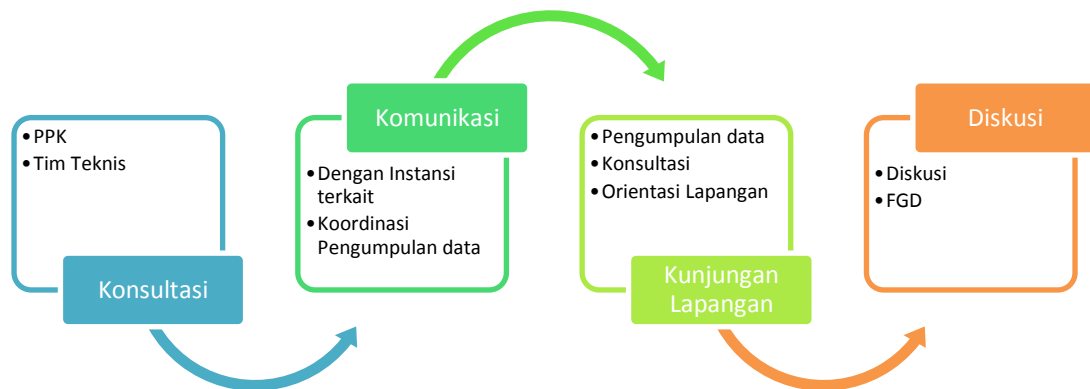 • PPK
• Tim Teknis
Konsultasi
Komunikasi
• Dengan Instansi
terkait
• Koordinasi
Pengumpulan data
• Pengumpulan data
• Konsultasi
• Orientasi Lapangan
Kunjungan
Lapangan
Diskusi
• Diskusi
• FGD